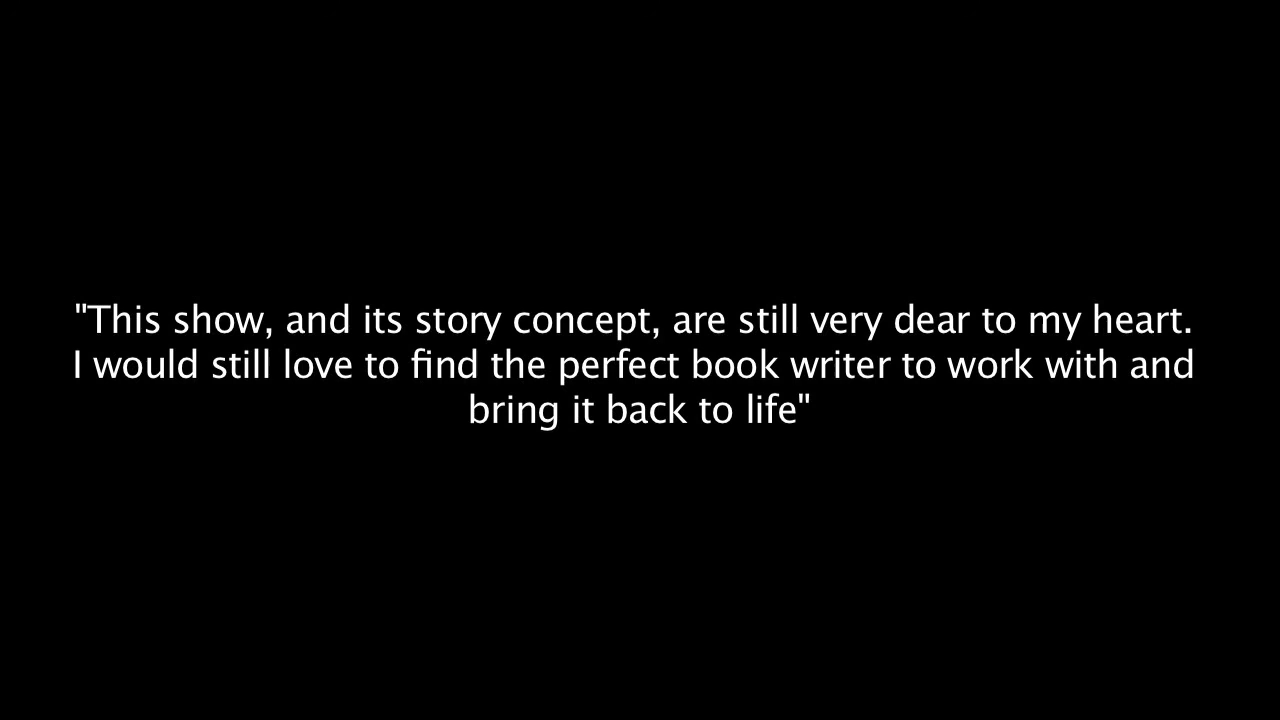 "This show, and its story concept, are still very dear to my heart.
I would still love to find the perfect book writer to work with and
bring it back to life"